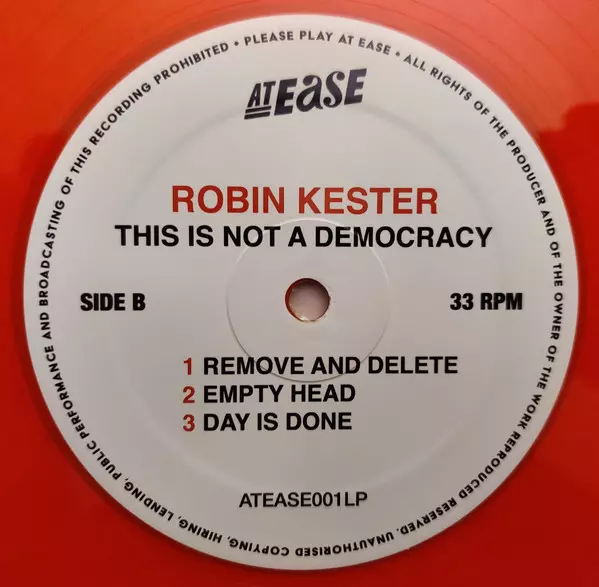 ALL RIGHTS OF THE PRODUCER AND OF THE OWNER OF THE WORK REPRODUCED RESERVED. UNAUTHORISED COPYING, HIRING, LENDING, PUBLIC PERFORMANCE AND BROADCASTING OF THIS RECORDING PROHIBITED • PLEASE PLAY AT EASE •
AT EASE
ROBIN KESTER
THIS IS NOT A DEMOCRACY
SIDE B
33 RPM
1 REMOVE AND DELETE
2 EMPTY HEAD
3 DAY IS DONE
ATEASE001LP